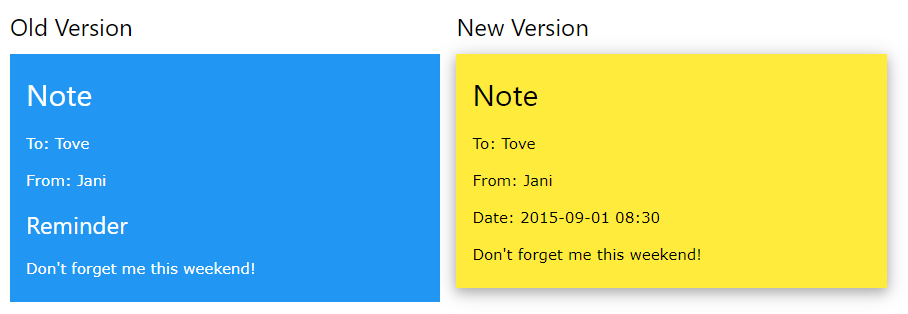 Old Version
Note
To: Tove
From: Jani
Reminder
Don't forget me this weekend!
New Version
Note
To: Tove
From: Jani
Date: 2015-09-01 08:30
Don't forget me this weekend!